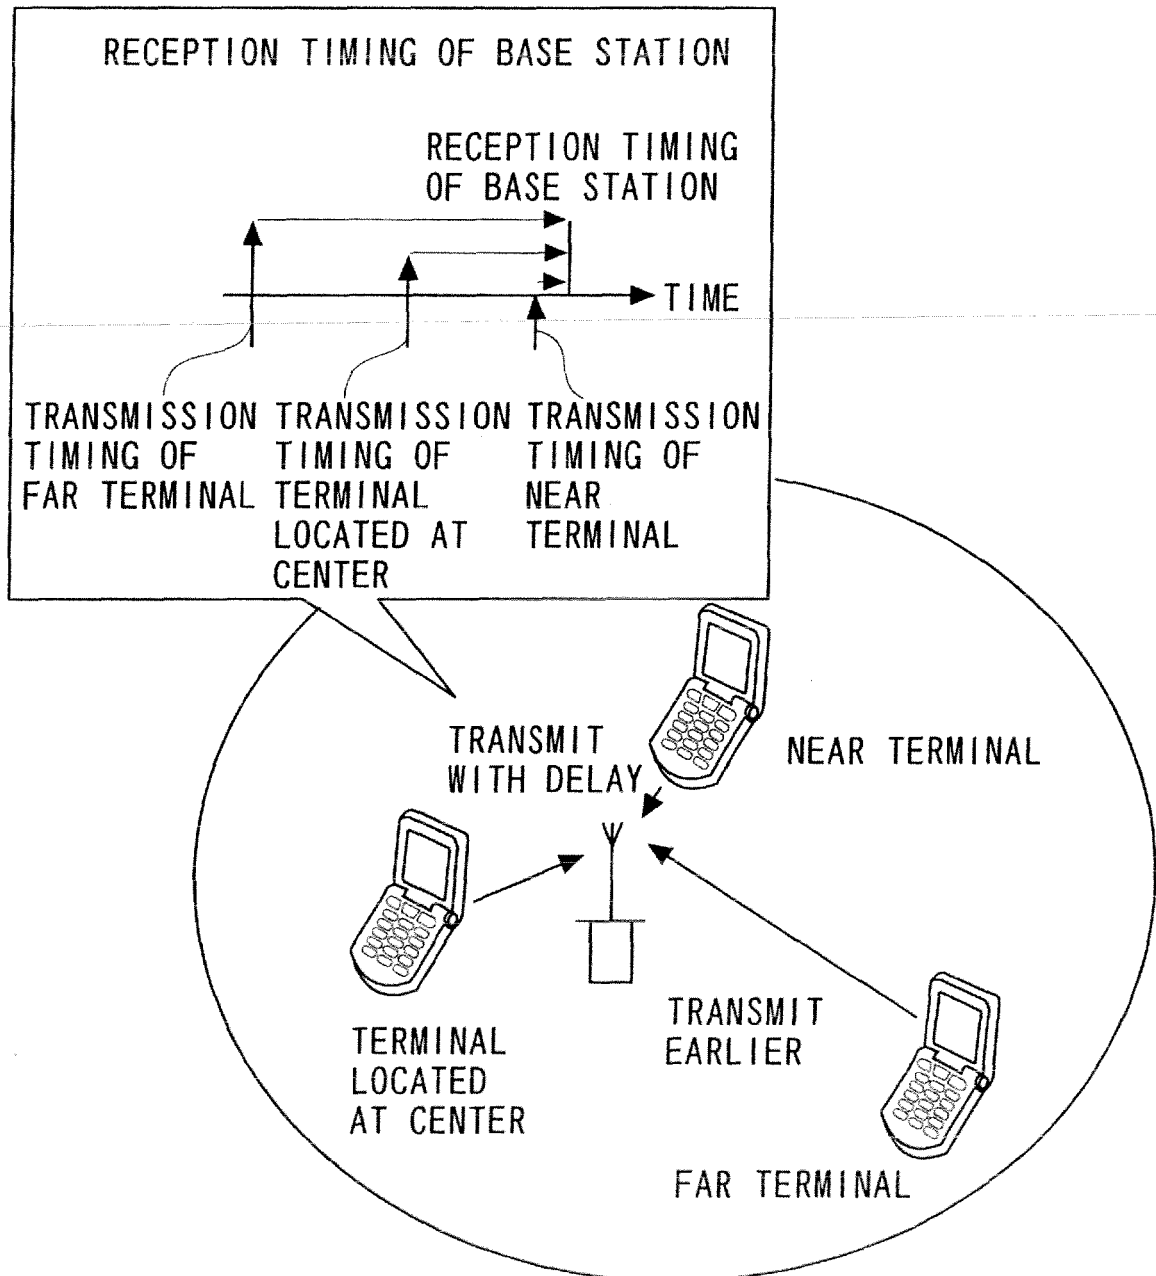 RECEPTION TIMING OF BASE STATION
RECEPTION TIMING
OF BASE STATION
TIME
TRANSMISSION
TIMING OF
FAR TERMINAL
TRANSMISSION
TIMING OF
TERMINAL
LOCATED AT
CENTER
TRANSMISSION
TIMING OF
NEAR
TERMINAL
TRANSMIT
WITH DELAY
NEAR TERMINAL
TERMINAL
LOCATED
AT CENTER
TRANSMIT
EARLIER
FAR TERMINAL